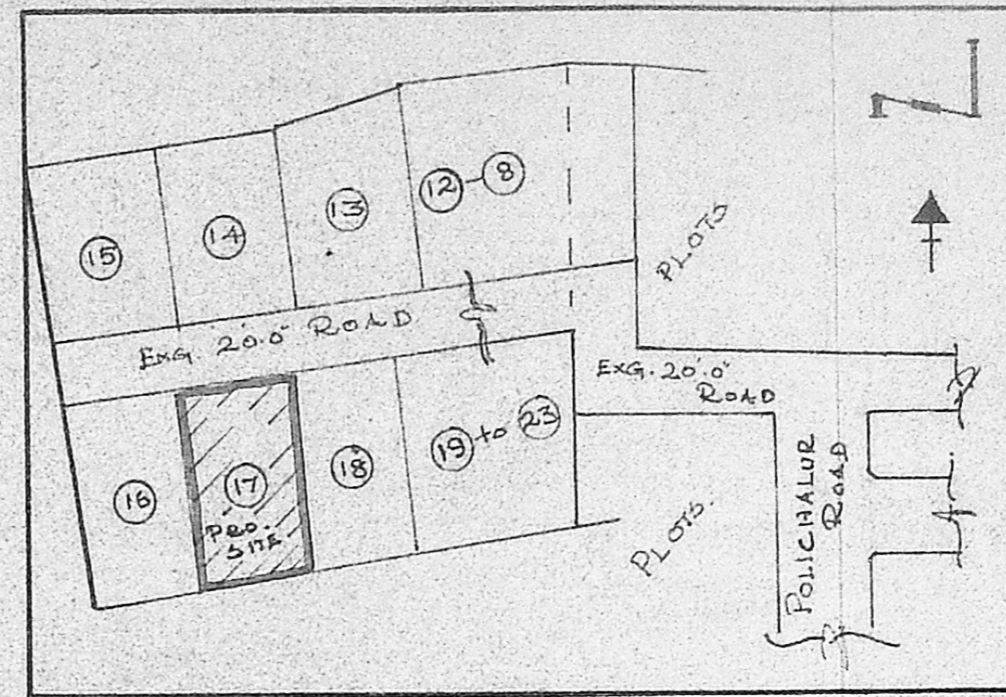 15
14
13
12 - 8
PLOTS
EXG. 20'.0" ROAD
EXG. 20'.0"
ROAD
16
17
PRO.
SITE
18
19 to 23
PLOTS.
POLICHALUR
ROAD